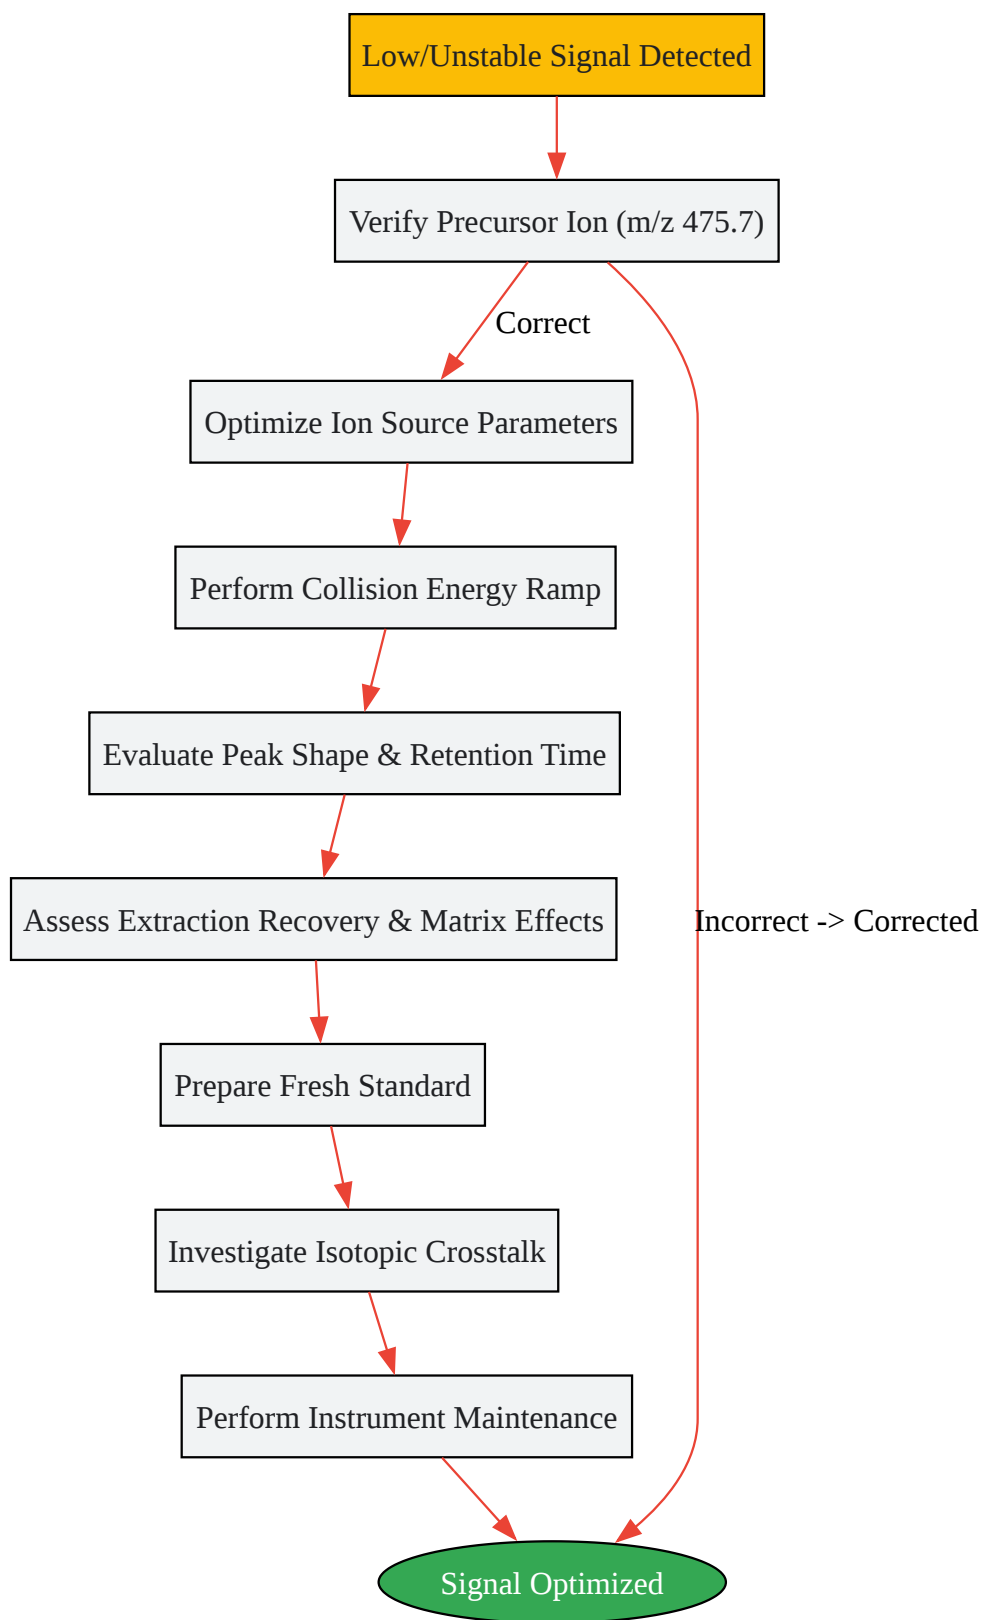 Low/Unstable Signal Detected
Verify Precursor Ion (m/z 475.7)
Correct
Optimize Ion Source Parameters
Perform Collision Energy Ramp
Evaluate Peak Shape & Retention Time
Assess Extraction Recovery & Matrix Effects
Incorrect -> Corrected
Prepare Fresh Standard
Investigate Isotopic Crosstalk
Perform Instrument Maintenance
Signal Optimized